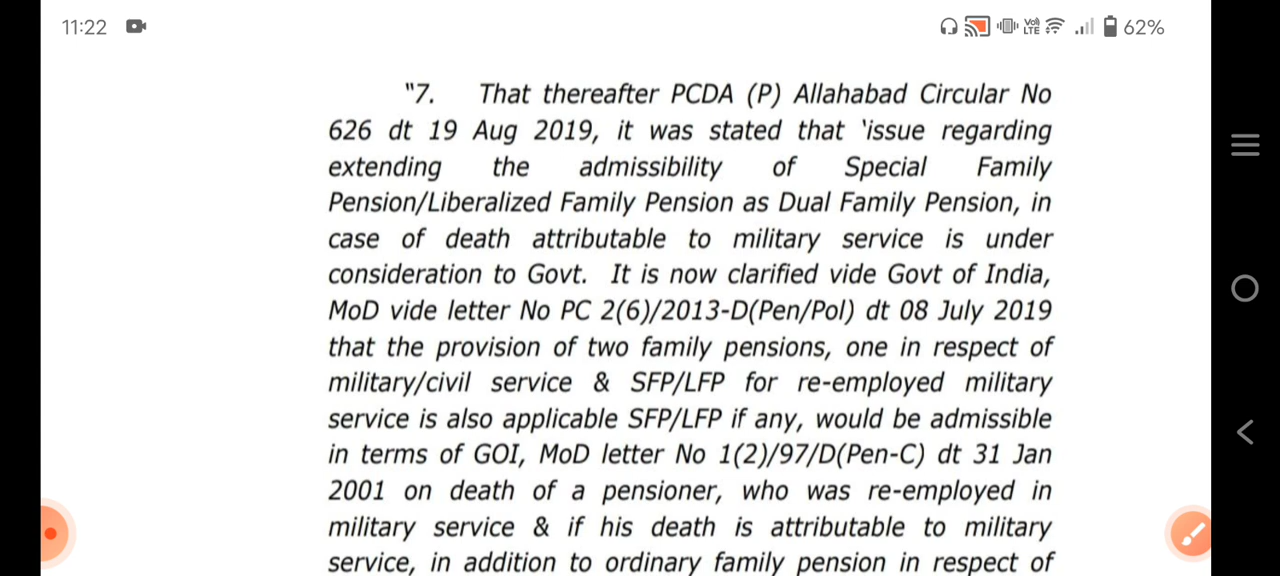 11:22
Vo) LTE 62%
"7. That thereafter PCDA (P) Allahabad Circular No
626 dt 19 Aug 2019, it was stated that 'issue regarding
extending the admissibility of Special Family
Pension/Liberalized Family Pension as Dual Family Pension, in
case of death attributable to military service is under
consideration to Govt. It is now clarified vide Govt of India,
MoD vide letter No PC 2(6)/2013-D(Pen/Pol) dt 08 July 2019
that the provision of two family pensions, one in respect of
military/civil service & SFP/LFP for re-employed military
service is also applicable SFP/LFP if any, would be admissible
in terms of GOI, MoD letter No 1(2)/97/D(Pen-C) dt 31 Jan
2001 on death of a pensioner, who was re-employed in
military service & if his death is attributable to military
service, in addition to ordinary family pension in respect of